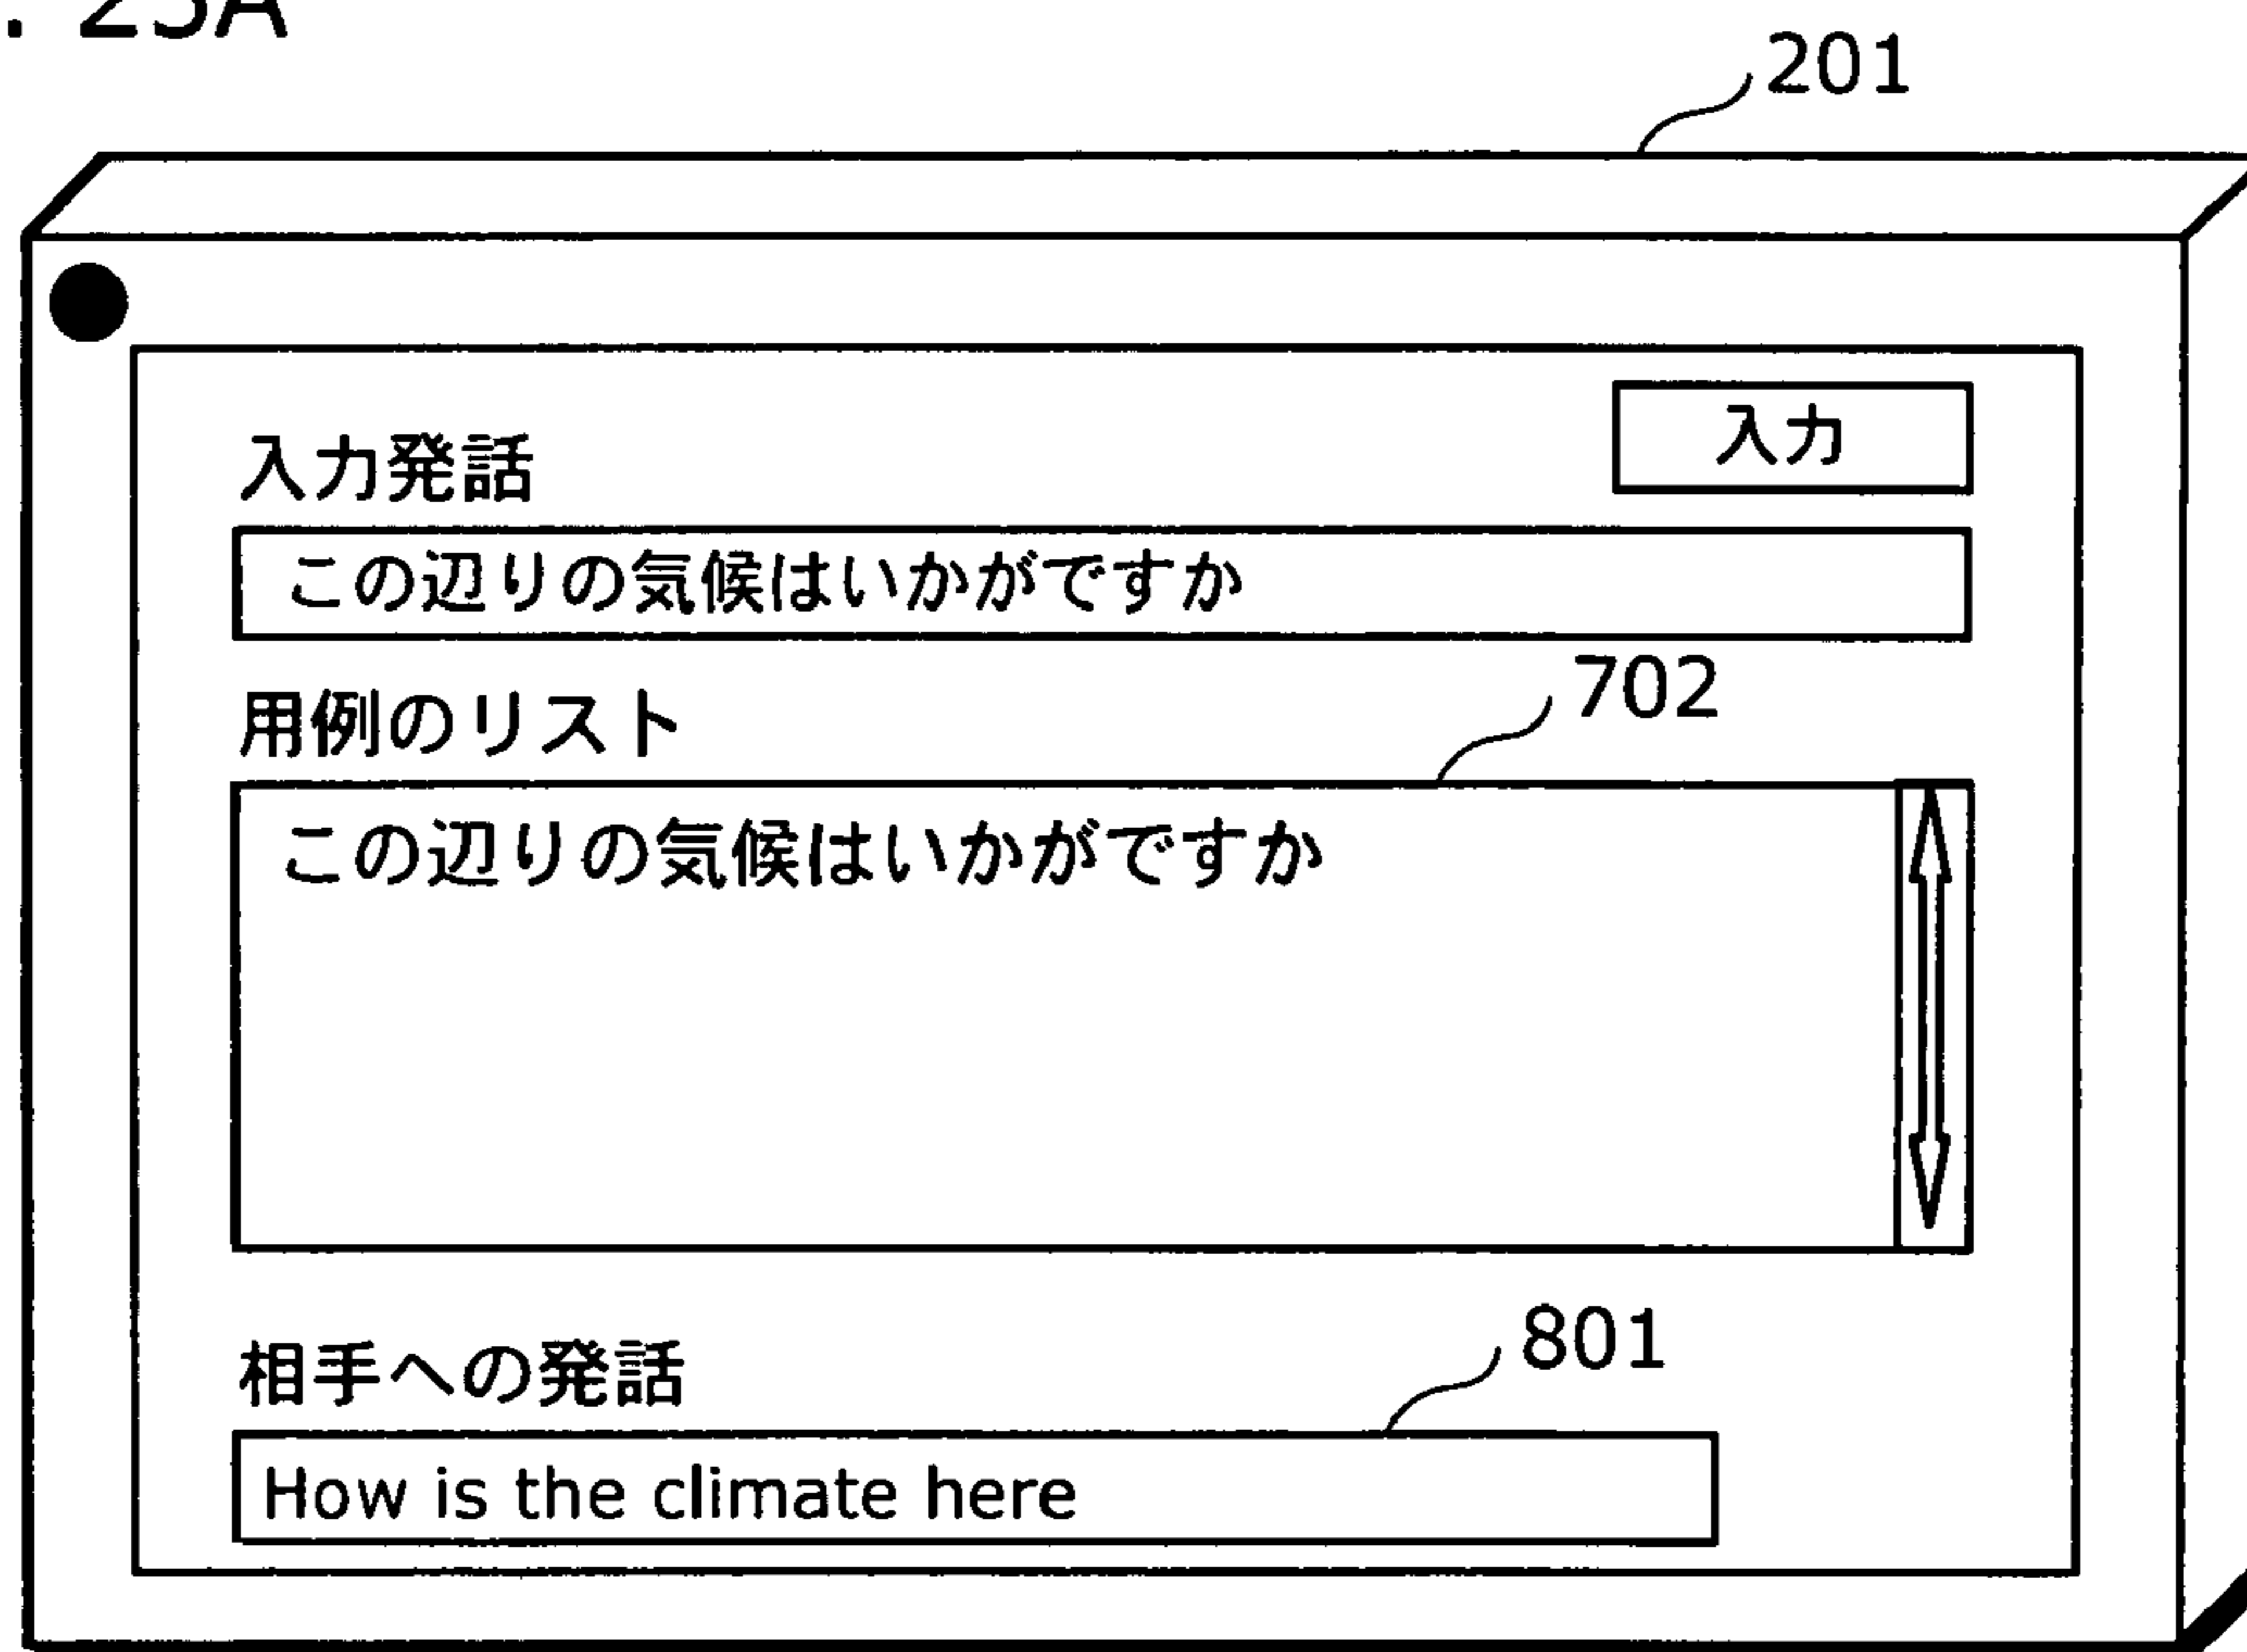 . 25A
201
入力
入力発話
この辺りの気候はいかがですか
用例のリスト
702
この辺りの気候はいかがですか
相手への発話
801
How is the climate here